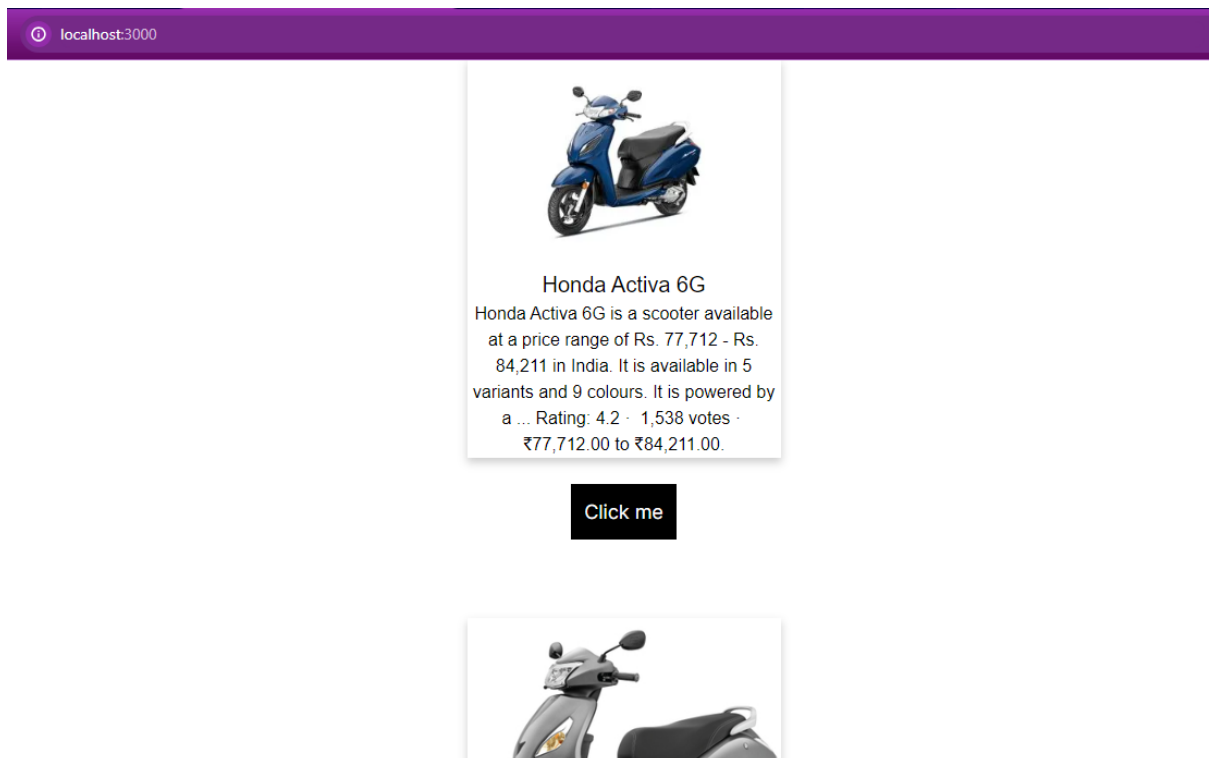 localhost:3000
Honda Activa 6G
Honda Activa 6G is a scooter available
at a price range of Rs. 77,712 - Rs.
84,211 in India. It is available in 5
variants and 9 colours. It is powered by
a ... Rating: 4.2 · 1,538 votes ·
₹77,712.00 to ₹84,211.00.
Click me